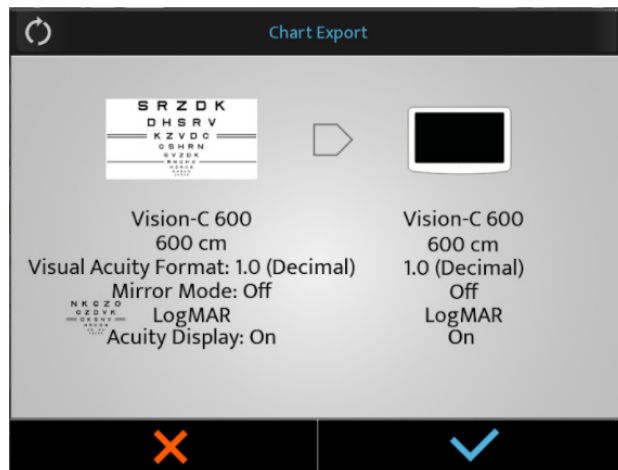 Chart Export
S R Z D K
D H S R V
K Z V D C
O S H R N
Vision-C 600
600 cm
Visual Acuity Format: 1.0 (Decimal)
Mirror Mode: Off
N K C Z O
LogMAR
Acuity Display: On
Vision-C 600
600 cm
1.0 (Decimal)
Off
LogMAR
On